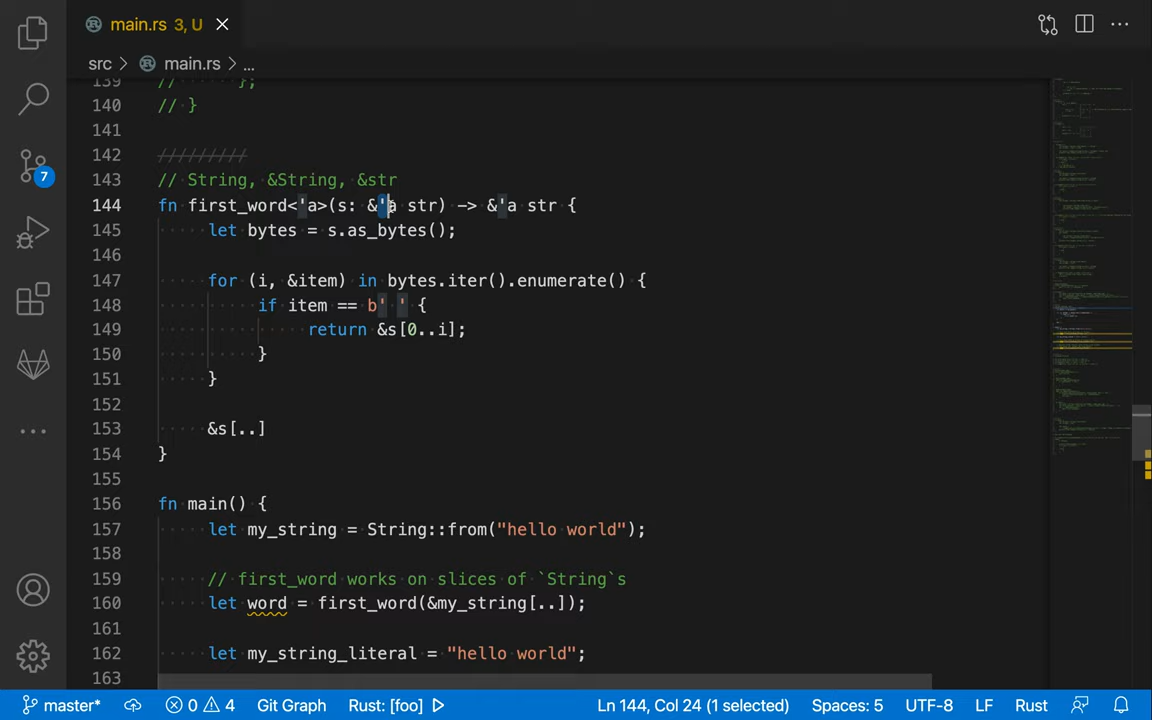 main.rs 3, U
src > main.rs > ...
139 // };
140 // }
141
142 /////////
143 // String, &String, &str
144 fn first_word<'a>(s: &'a str) -> &'a str {
145 let bytes = s.as_bytes();
146
147 for (i, &item) in bytes.iter().enumerate() {
148 if item == b' ' {
149 return &s[0..i];
150 }
151 }
152
153 &s[..]
154 }
155
156 fn main() {
157 let my_string = String::from("hello world");
158
159 // first_word works on slices of `String`s
160 let word = first_word(&my_string[..]);
161
162 let my_string_literal = "hello world";
163
7
master* 0 4 Git Graph Rust: [foo] Ln 144, Col 24 (1 selected) Spaces: 5 UTF-8 LF Rust